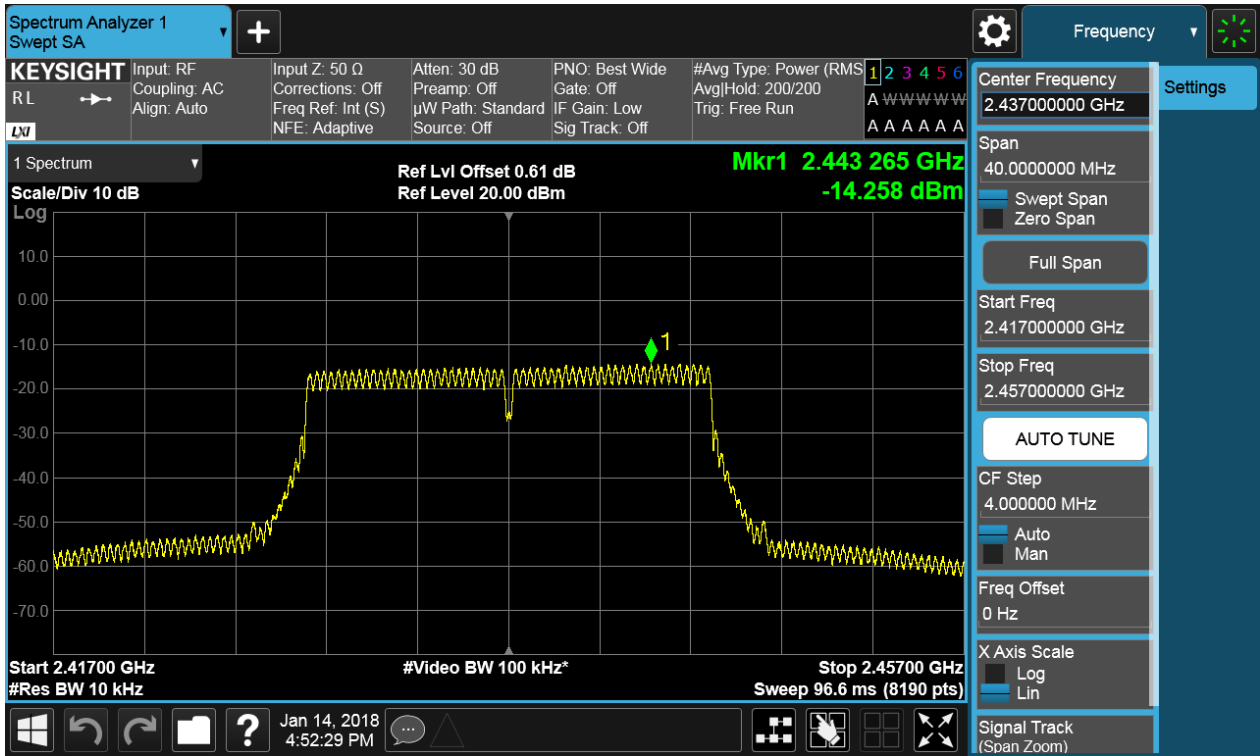 Spectrum Analyzer 1
Swept SA
+
Frequency
KEYSIGHT
R L
LXI
Input: RF
Coupling: AC
Align: Auto
Input Z: 50 Ω
Corrections: Off
Freq Ref: Int (S)
NFE: Adaptive
Atten: 30 dB
Preamp: Off
µW Path: Standard
Source: Off
PNO: Best Wide
Gate: Off
IF Gain: Low
Sig Track: Off
#Avg Type: Power (RMS
Avg|Hold: 200/200
Trig: Free Run
1 2 3 4 5 6
A W W W W W
A A A A A A
Center Frequency
2.437000000 GHz
Settings
Span
40.0000000 MHz
Swept Span
Zero Span
Full Span
Start Freq
2.417000000 GHz
Stop Freq
2.457000000 GHz
AUTO TUNE
CF Step
4.000000 MHz
Auto
Man
Freq Offset
0 Hz
X Axis Scale
Log
Lin
Signal Track
(Span Zoom)
1 Spectrum
Scale/Div 10 dB
Log
Ref Lvl Offset 0.61 dB
Ref Level 20.00 dBm
Mkr1 2.443 265 GHz
-14.258 dBm
10.0
0.00
-10.0
-20.0
-30.0
-40.0
-50.0
-60.0
-70.0
1
Start 2.41700 GHz
#Res BW 10 kHz
#Video BW 100 kHz*
Stop 2.45700 GHz
Sweep 96.6 ms (8190 pts)
?
Jan 14, 2018
4:52:29 PM